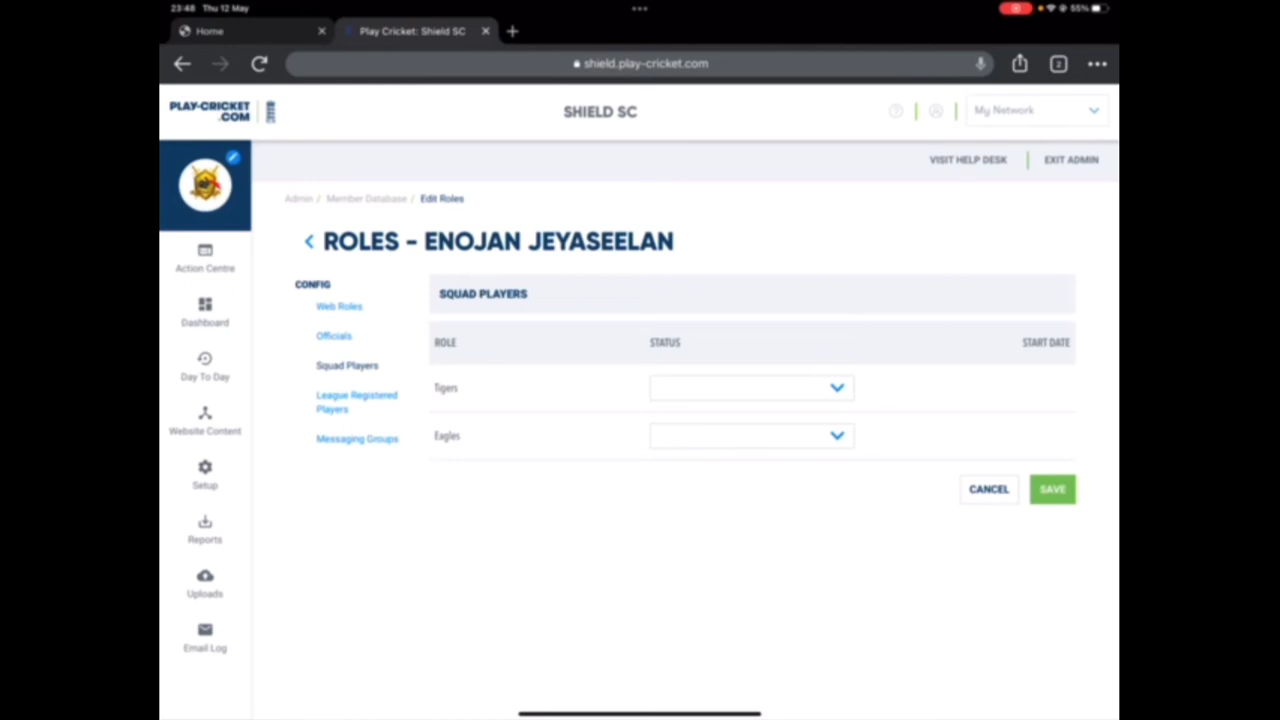 23:48 Thu 12 May
55%
Home
Play Cricket: Shield SC
shield.play-cricket.com
2
PLAY-CRICKET
.COM
SHIELD SC
My Network
VISIT HELP DESK
EXIT ADMIN
Admin / Member Database / Edit Roles
ROLES - ENOJAN JEYASEELAN
CONFIG
Web Roles
Officials
Squad Players
League Registered
Players
Messaging Groups
SQUAD PLAYERS
ROLE STATUS START DATE
Tigers
Eagles
CANCEL
SAVE
Action Centre
Dashboard
Day To Day
Website Content
Setup
Reports
Uploads
Email Log